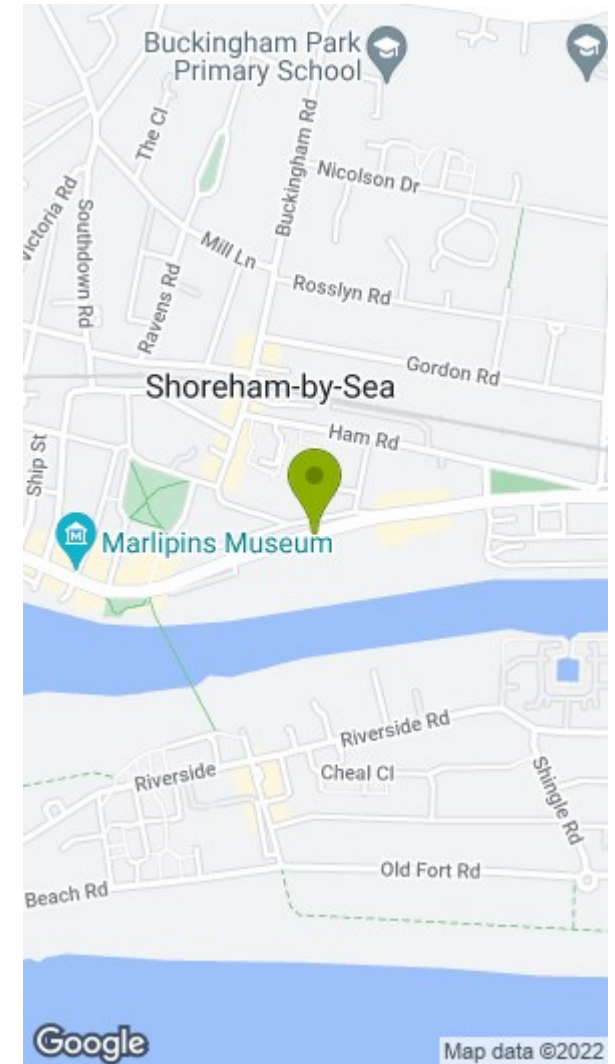 Buckingham Park
Primary School
The Cl
Buckingham Rd
Nicolson Dr
Victoria Rd
Southdown Rd
Mill Ln
Ravens Rd
Rosslyn Rd
Gordon Rd
Shoreham-by-Sea
Ham Rd
Ship St
M
Marlipins Museum
Riverside Rd
Riverside
Cheal Cl
Shingle Rd
Old Fort Rd
Beach Rd
Google
Map data ©2022